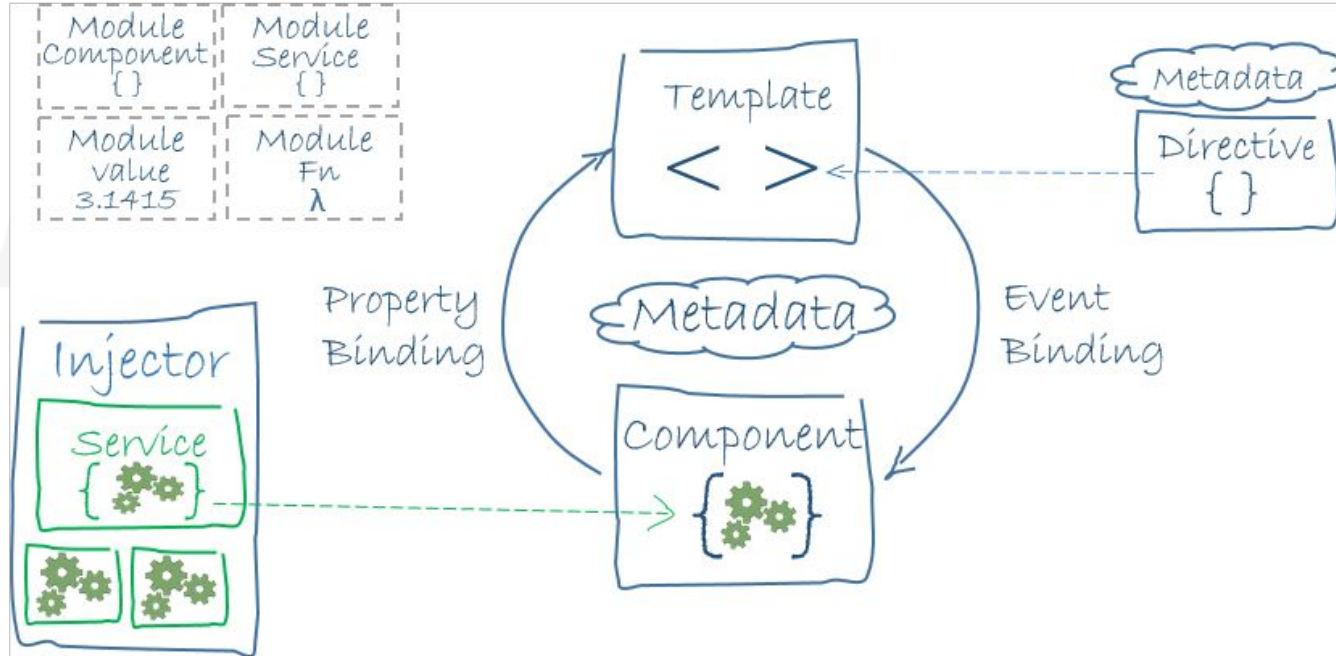 Module
Component
{ }
Module
Service
{ }
Module
value
3.1415
Module
Fn
λ
Template
< >
Metadata
Directive
{ }
Property
Binding
Metadata
Event
Binding
Injector
Service
{ }
Component
{ }